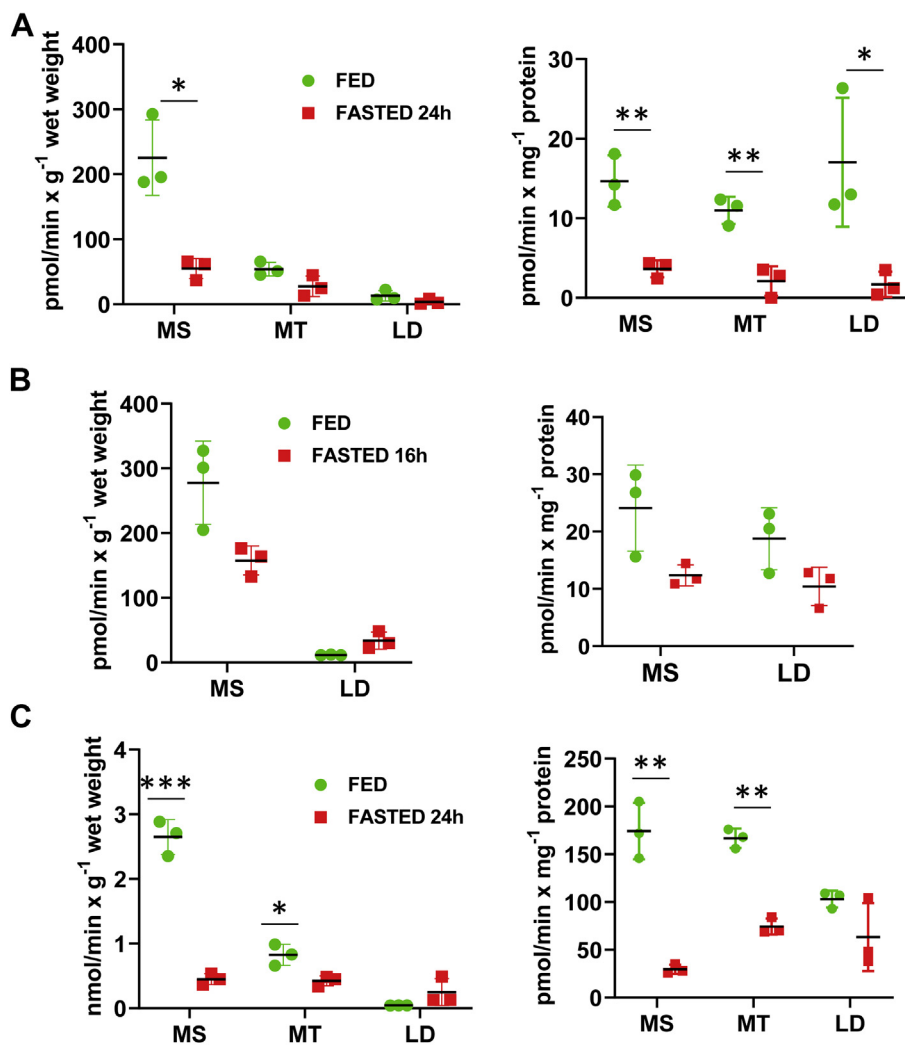 A
pmol/min x g⁻¹ wet weight
400
300
200
100
0
*
FED
FASTED 24h
MS
MT
LD
pmol/min x mg⁻¹ protein
30
20
10
0
**
**
*
MS
MT
LD
B
pmol/min x g⁻¹ wet weight
400
300
200
100
0
FED
FASTED 16h
MS
LD
pmol/min x mg⁻¹ protein
40
30
20
10
0
MS
LD
C
nmol/min x g⁻¹ wet weight
4
3
2
1
0
***
*
FED
FASTED 24h
MS
MT
LD
pmol/min x mg⁻¹ protein
250
200
150
100
50
0
**
**
MS
MT
LD